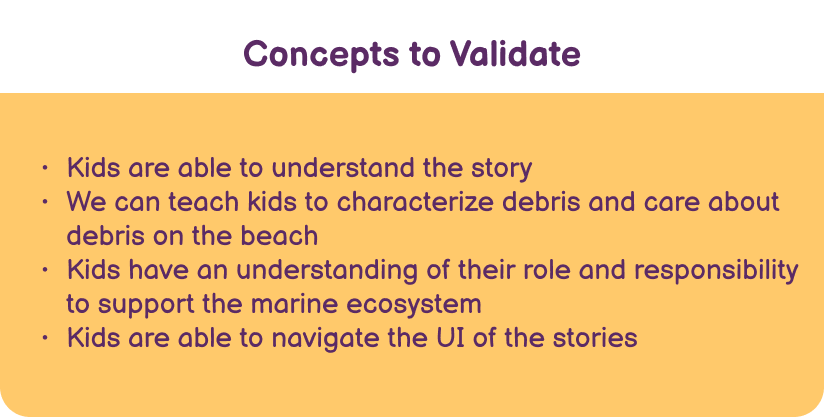 Concepts to Validate
• Kids are able to understand the story
• We can teach kids to characterize debris and care about
debris on the beach
• Kids have an understanding of their role and responsibility
to support the marine ecosystem
• Kids are able to navigate the UI of the stories